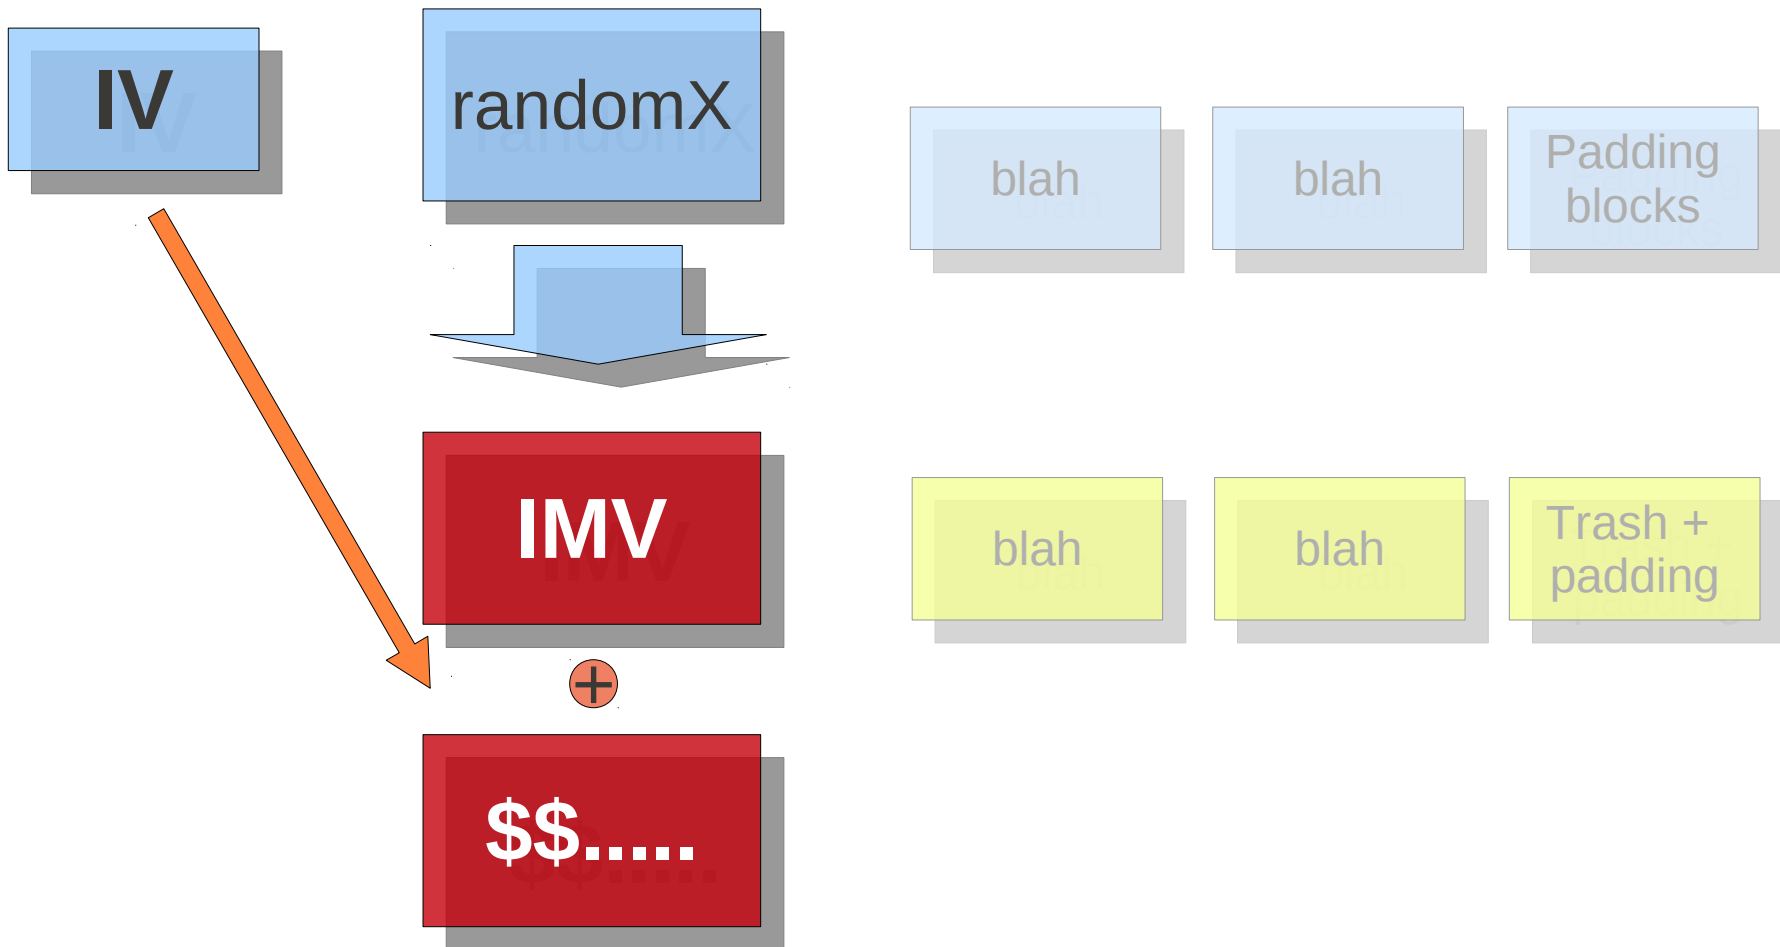 IV
randomX
blah
blah
Padding
blocks
IMV
blah
blah
Trash +
padding
+
$$.....